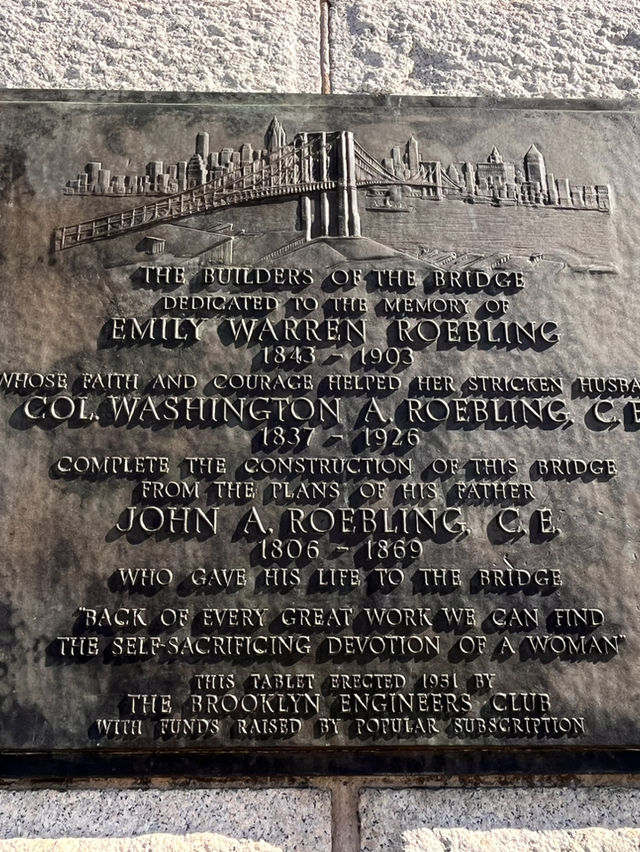 THE BUILDERS OF THE BRIDGE
DEDICATED TO THE MEMORY OF
EMILY WARREN ROEBLING
1843 – 1903
WHOSE FAITH AND COURAGE HELPED HER STRICKEN HUSBA
COL. WASHINGTON A. ROEBLING, C.E
1837 – 1926
COMPLETE THE CONSTRUCTION OF THIS BRIDGE
FROM THE PLANS OF HIS FATHER
JOHN A. ROEBLING, C.E.
1806 – 1869
WHO GAVE HIS LIFE TO THE BRIDGE
"BACK OF EVERY GREAT WORK WE CAN FIND
THE SELF-SACRIFICING DEVOTION OF A WOMAN"
THIS TABLET ERECTED 1951 BY
THE BROOKLYN ENGINEERS CLUB
WITH FUNDS RAISED BY POPULAR SUBSCRIPTION